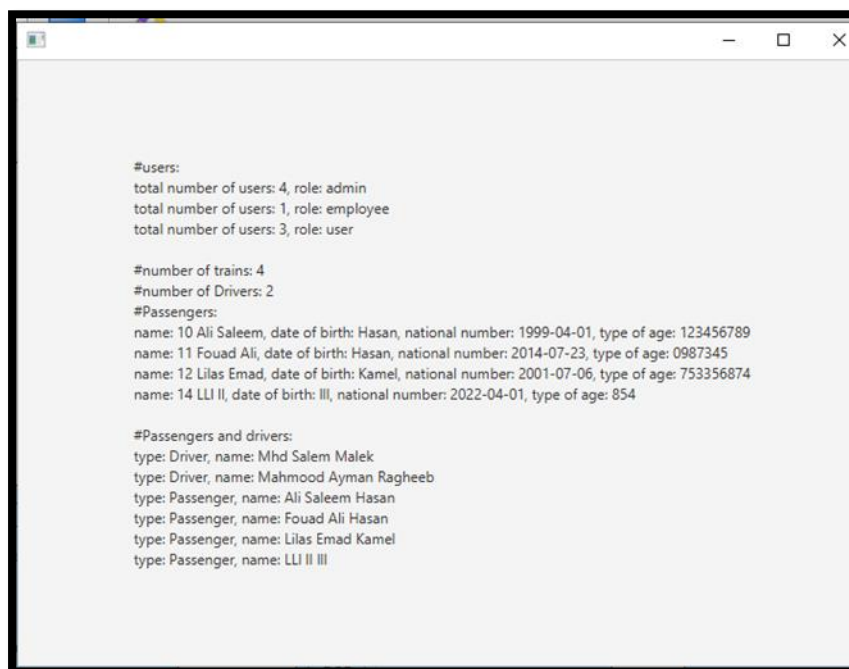 #users:
total number of users: 4, role: admin
total number of users: 1, role: employee
total number of users: 3, role: user
#number of trains: 4
#number of Drivers: 2
#Passengers:
name: 10 Ali Saleem, date of birth: Hasan, national number: 1999-04-01, type of age: 123456789
name: 11 Fouad Ali, date of birth: Hasan, national number: 2014-07-23, type of age: 0987345
name: 12 Lilas Emad, date of birth: Kamel, national number: 2001-07-06, type of age: 753356874
name: 14 LLI II, date of birth: III, national number: 2022-04-01, type of age: 854
#Passengers and drivers:
type: Driver, name: Mhd Salem Malek
type: Driver, name: Mahmood Ayman Ragheeb
type: Passenger, name: Ali Saleem Hasan
type: Passenger, name: Fouad Ali Hasan
type: Passenger, name: Lilas Emad Kamel
type: Passenger, name: LLI II III